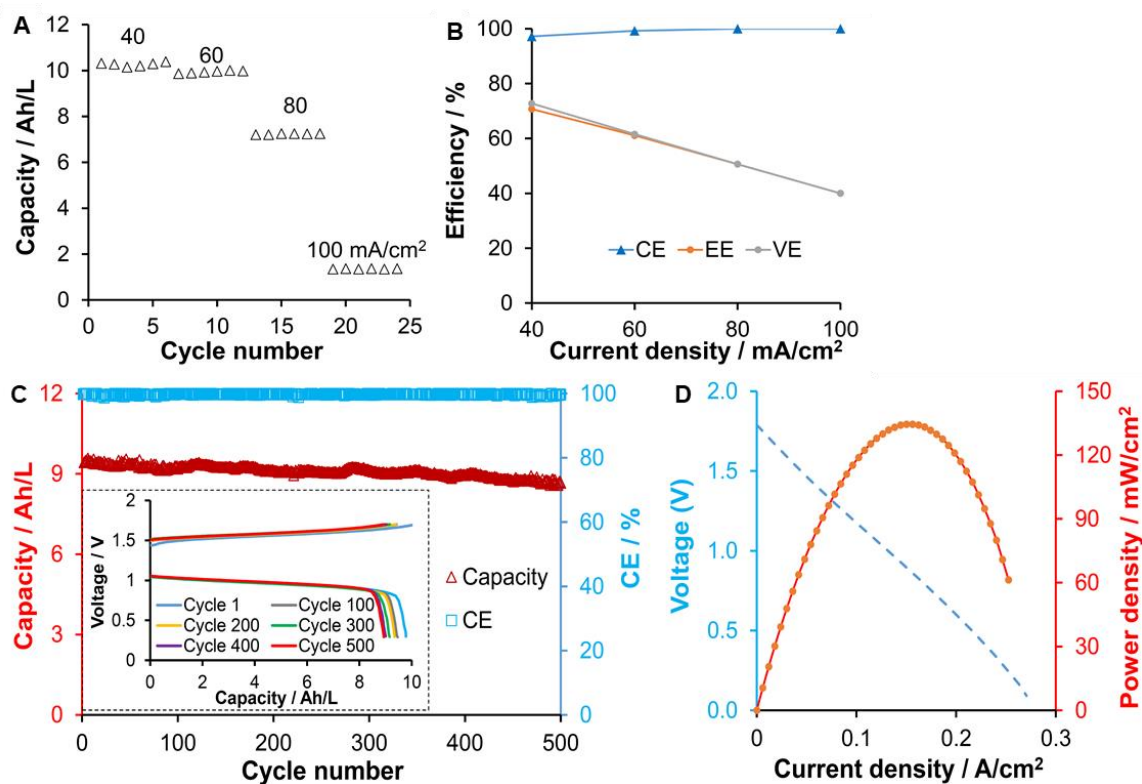 A
Capacity / Ah/L
12
10
8
6
4
2
0
40
60
80
100 mA/cm²
0
5
10
15
20
25
Cycle number
B
Efficiency / %
100
80
60
40
20
0
CE
EE
VE
40
60
80
100
Current density / mA/cm²
C
Capacity / Ah/L
12
9
6
3
0
Voltage / V
2
1.5
1
0.5
0
Cycle 1
Cycle 100
Cycle 200
Cycle 300
Cycle 400
Cycle 500
0
2
4
6
8
10
Capacity / Ah/L
Capacity
CE
100
80
60
40
20
0
CE / %
0
100
200
300
400
500
Cycle number
D
Voltage (V)
2.0
1.5
1.0
0.5
0.0
150
120
90
60
30
0
Power density / mW/cm²
0
0.1
0.2
0.3
Current density / A/cm²